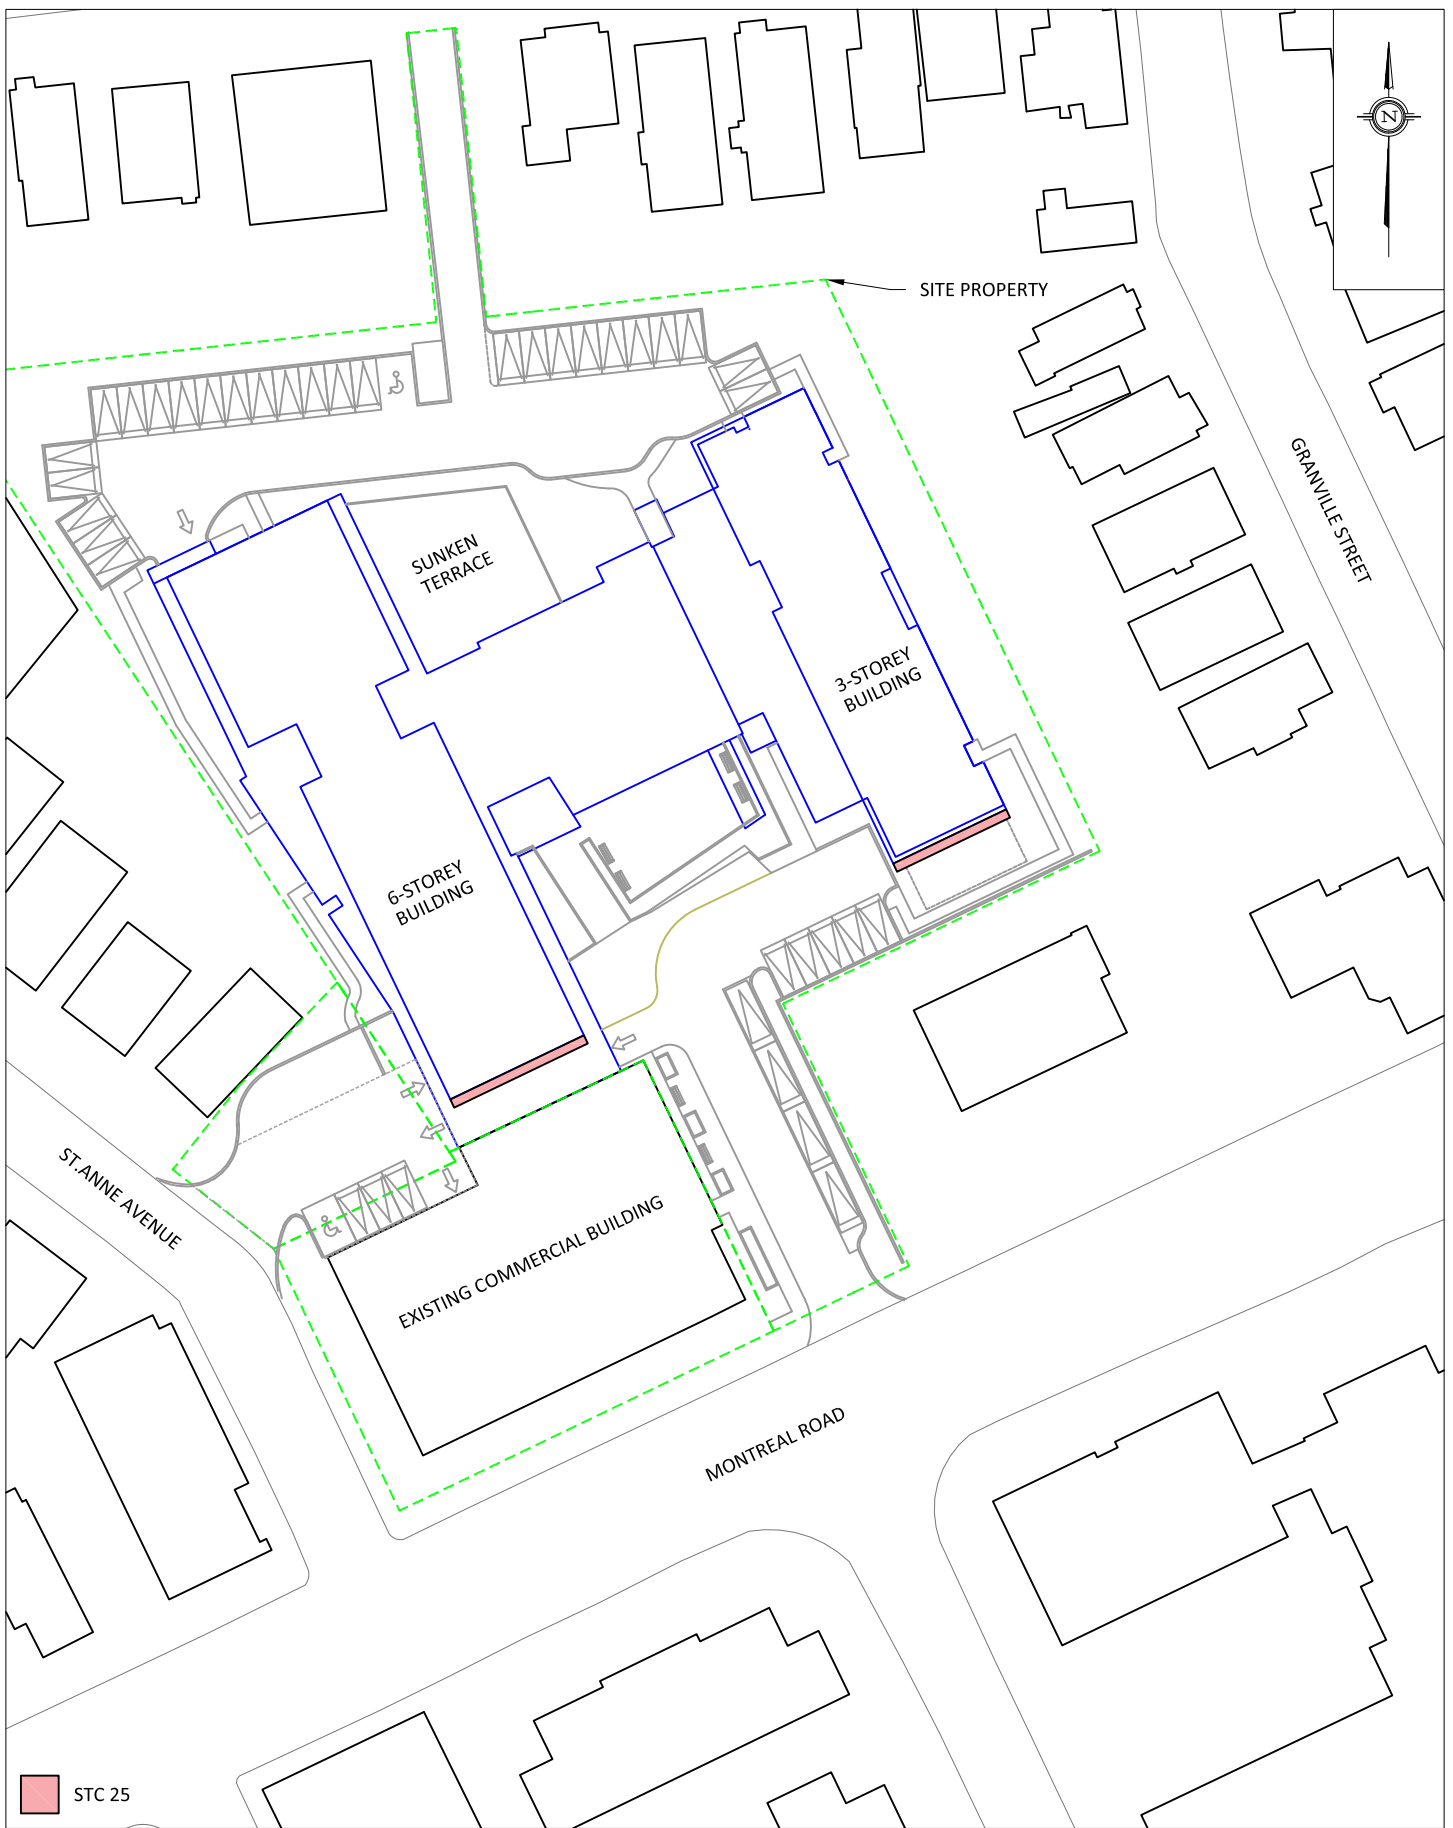 N
SITE PROPERTY
GRANVILLE STREET
SUNKEN
TERRACE
3-STOREY
BUILDING
6-STOREY
BUILDING
ST.ANNE AVENUE
EXISTING COMMERCIAL BUILDING
MONTREAL ROAD
STC 25